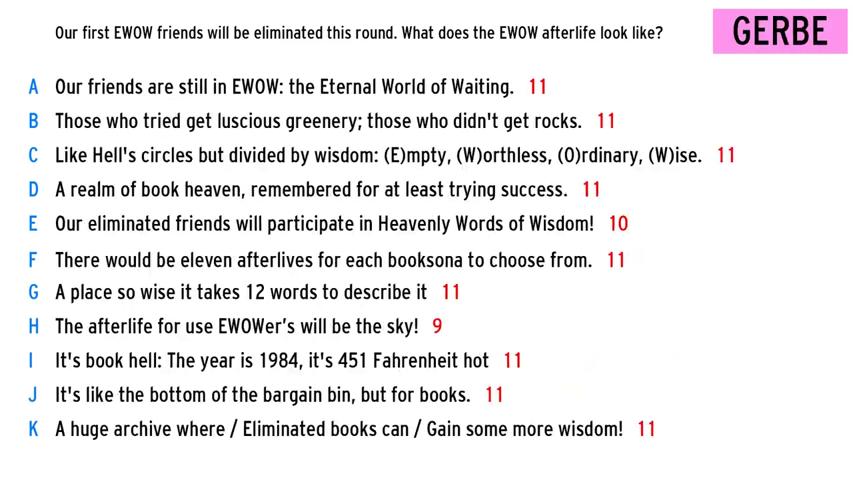 Our first EWOW friends will be eliminated this round. What does the EWOW afterlife look like?
GERBE
A Our friends are still in EWOW: the Eternal World of Waiting. 11
B Those who tried get luscious greenery; those who didn't get rocks. 11
C Like Hell's circles but divided by wisdom: (E)mpty, (W)orthless, (O)rdinary, (W)ise. 11
D A realm of book heaven, remembered for at least trying success. 11
E Our eliminated friends will participate in Heavenly Words of Wisdom! 10
F There would be eleven afterlives for each booksona to choose from. 11
G A place so wise it takes 12 words to describe it 11
H The afterlife for use EWOWer’s will be the sky! 9
I It's book hell: The year is 1984, it's 451 Fahrenheit hot 11
J It's like the bottom of the bargain bin, but for books. 11
K A huge archive where / Eliminated books can / Gain some more wisdom! 11